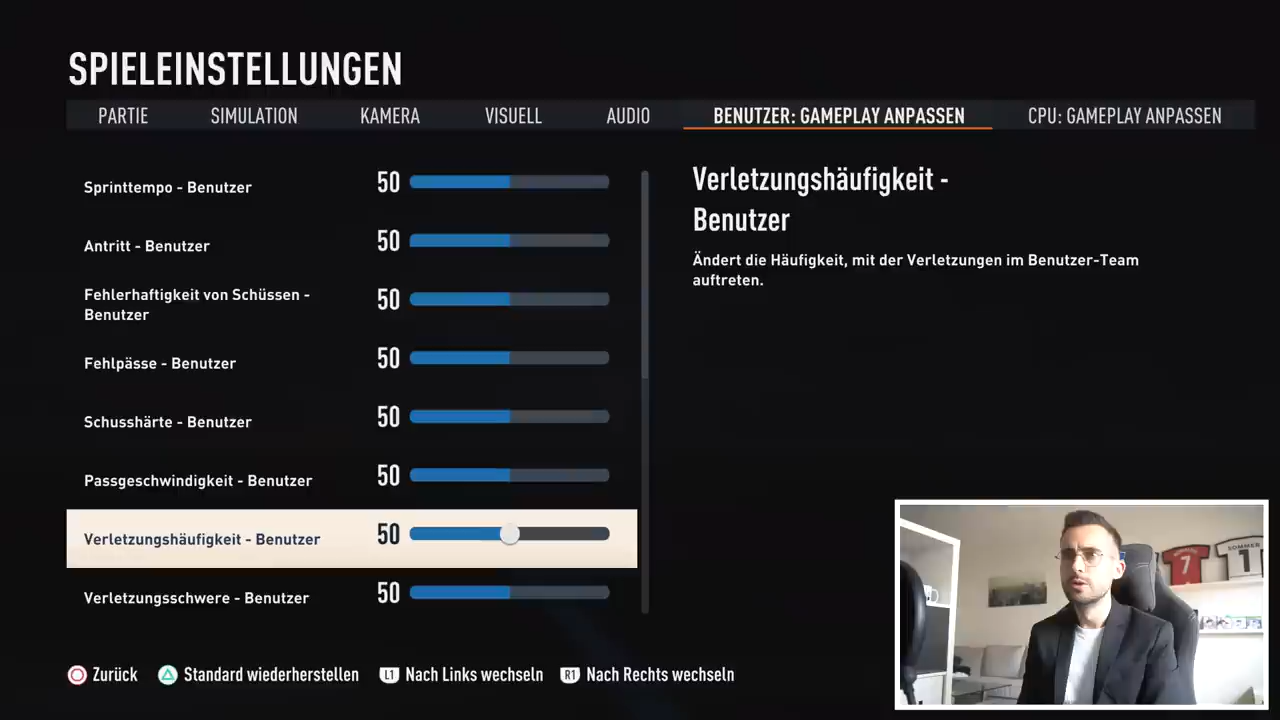 SPIELEINSTELLUNGEN
PARTIE SIMULATION KAMERA VISUELL AUDIO BENUTZER: GAMEPLAY ANPASSEN CPU: GAMEPLAY ANPASSEN
Sprinttempo - Benutzer 50
Antritt - Benutzer 50
Fehlerhaftigkeit von Schüssen -
Benutzer 50
Fehlpässe - Benutzer 50
Schusshärte - Benutzer 50
Passgeschwindigkeit - Benutzer 50
Verletzungshäufigkeit - Benutzer 50
Verletzungsschwere - Benutzer 50
Verletzungshäufigkeit -
Benutzer
Ändert die Häufigkeit, mit der Verletzungen im Benutzer-Team
auftreten.
7
SOMMER
1
Zurück Standard wiederherstellen L1 Nach Links wechseln R1 Nach Rechts wechseln